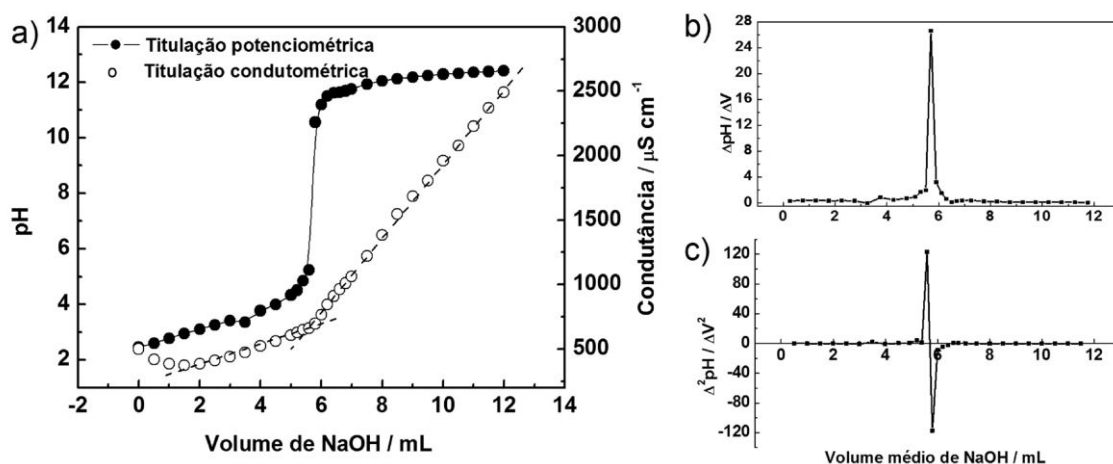 a)
Titulação potenciométrica
Titulação condutométrica
pH
14
12
10
8
6
4
2
-2 0 2 4 6 8 10 12 14
Volume de NaOH / mL
3000
2500
2000
1500
1000
500
Condutância / μS cm⁻¹
b)
ΔpH / ΔV
28
24
20
16
12
8
4
0
0 2 4 6 8 10 12
c)
Δ²pH / ΔV²
120
80
40
0
-40
-80
-120
0 2 4 6 8 10 12
Volume médio de NaOH / mL